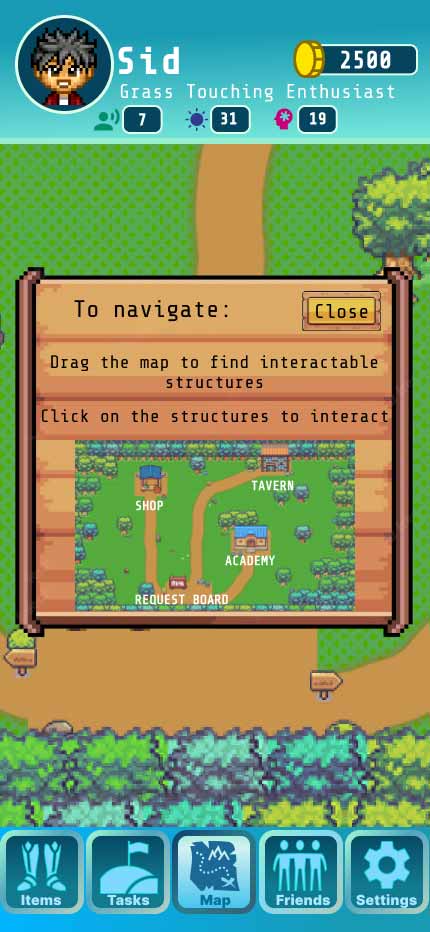 Sid
2500
Grass Touching Enthusiast
7
31
19
To navigate:
Close
Drag the map to find interactable
structures
Click on the structures to interact
TAVERN
SHOP
ACADEMY
REQUEST BOARD
Items
Tasks
Map
Friends
Settings